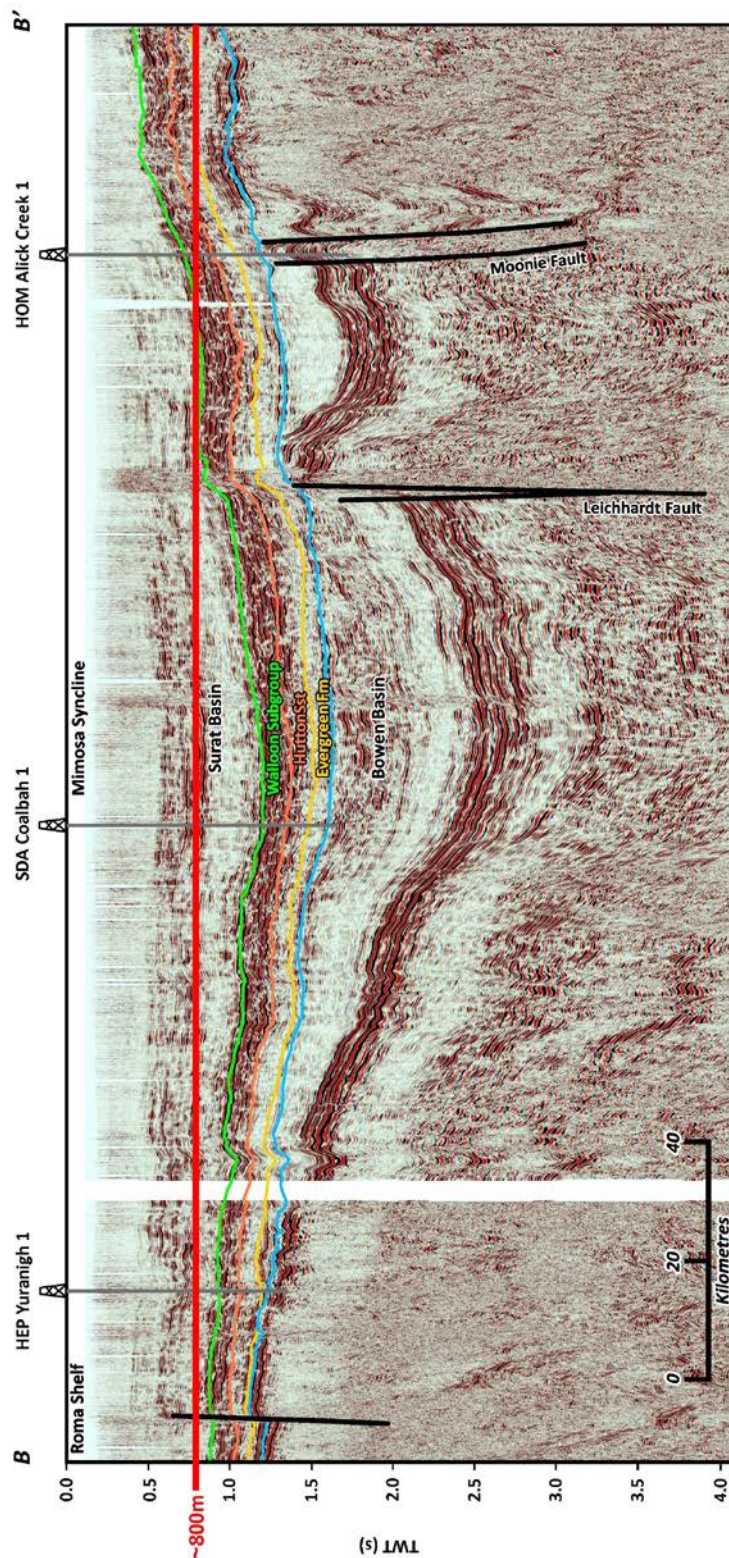 B
B'
HEP Yuranigh 1
SDA Coalbah 1
HOM Alick Creek 1
Roma Shelf
Mimosa Syncline
~800m
Surat Basin
Walloon Subgroup
HuttonSst
Evergreen Fm
Bowen Basin
Moonie Fault
Leichhardt Fault
TWT (s)
0.0
0.5
1.0
1.5
2.0
2.5
3.0
3.5
4.0
0
20
40
Kilometres